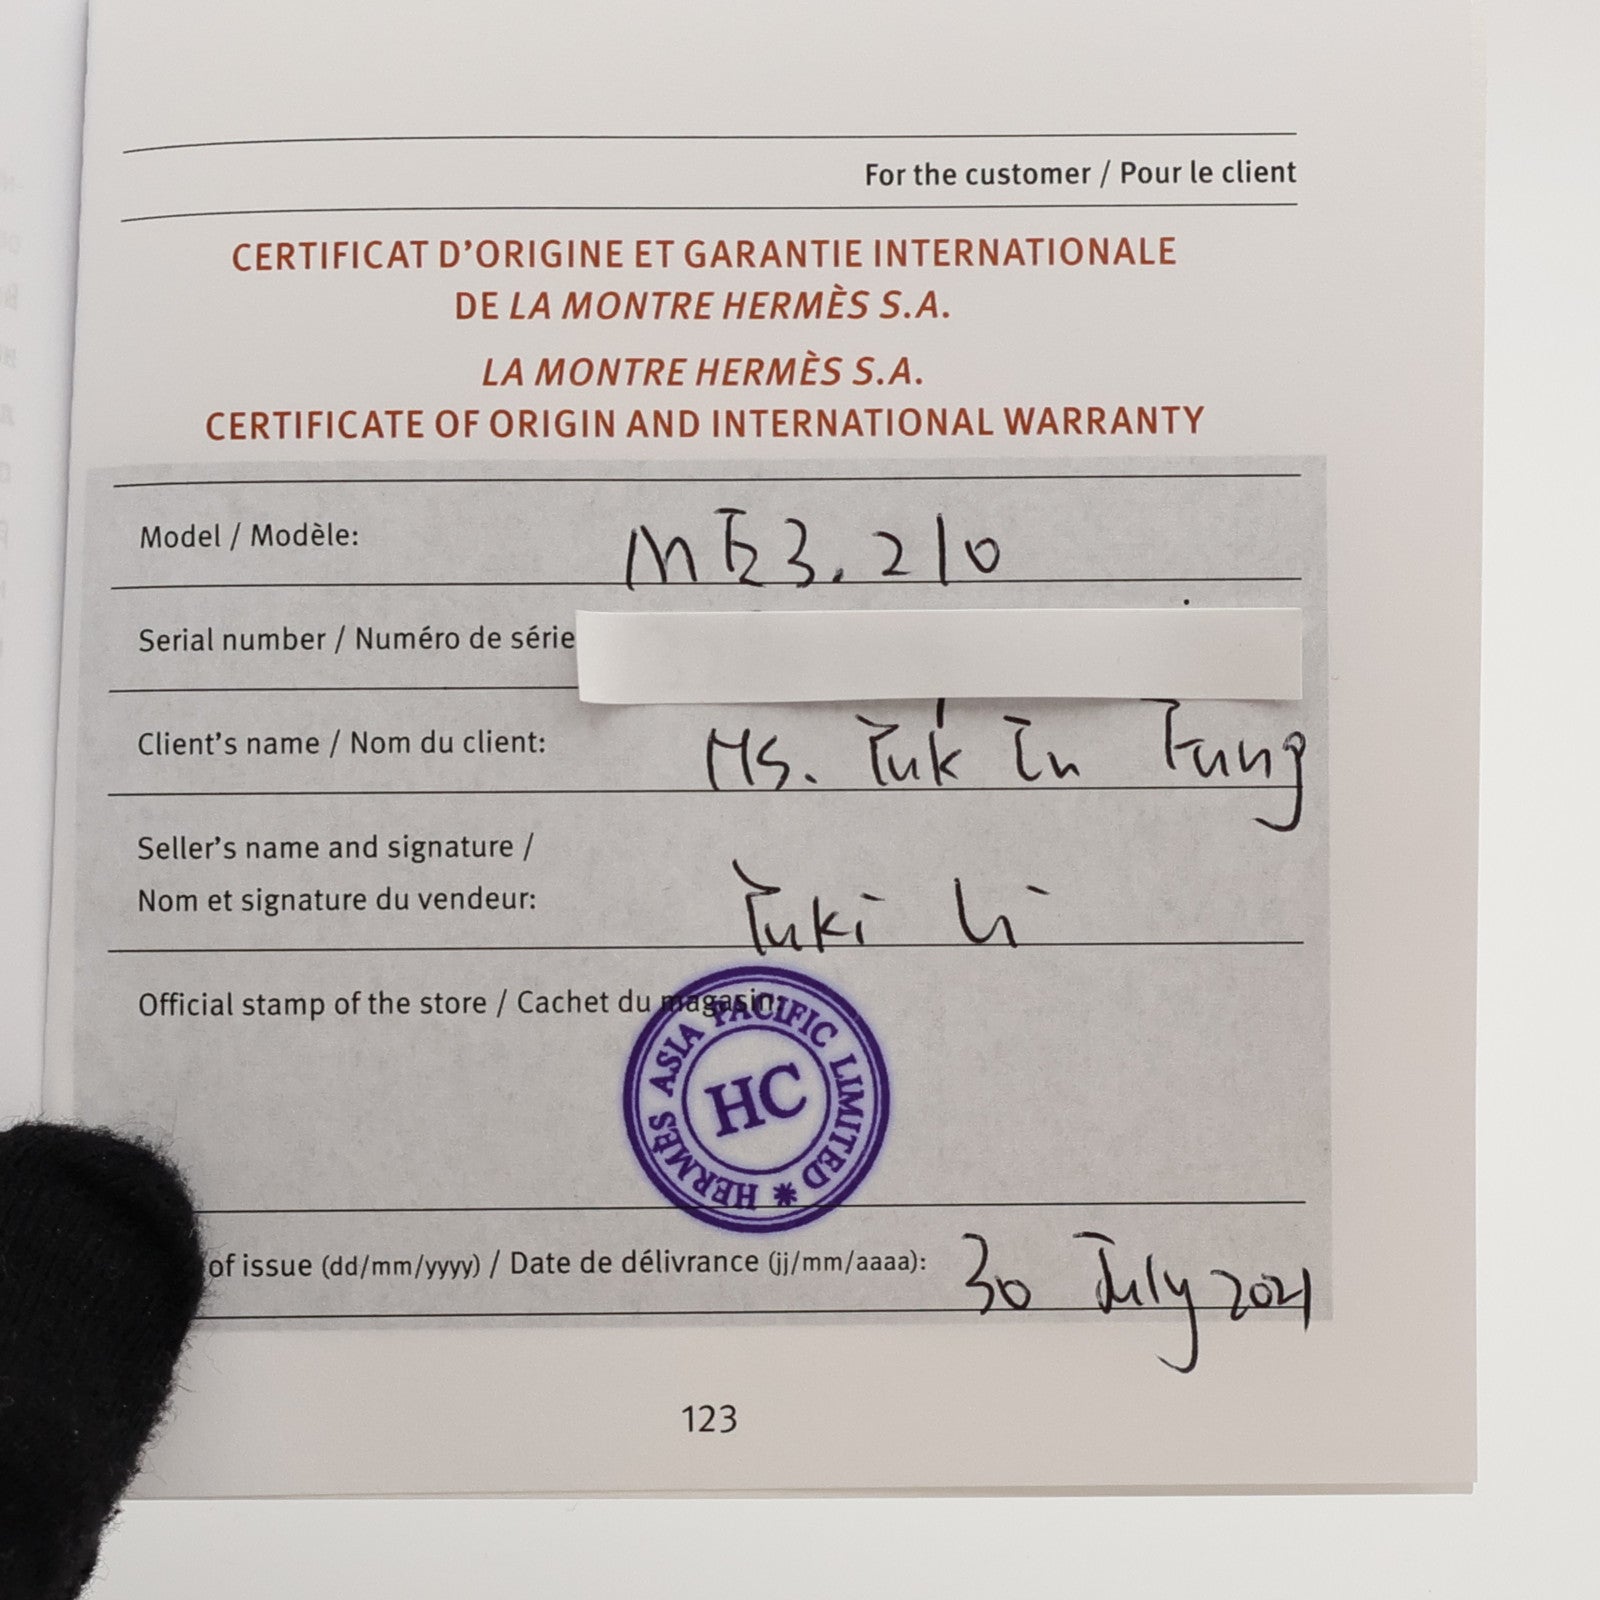 For the customer / Pour le client
CERTIFICAT D'ORIGINE ET GARANTIE INTERNATIONALE
DE LA MONTRE HERMÈS S.A.
LA MONTRE HERMÈS S.A.
CERTIFICATE OF ORIGIN AND INTERNATIONAL WARRANTY
Model / Modèle: 3.210
Serial number / Numéro de série
Client's name / Nom du client: Ms. Yuk In Fung
Seller's name and signature /
Nom et signature du vendeur: Yuki Li
Official stamp of the store / Cachet du magasin:
HERMÈS ASIA PACIFIC LIMITED *
HC
of issue (dd/mm/yyyy) / Date de délivrance (jj/mm/aaaa): 30 July 2021
123